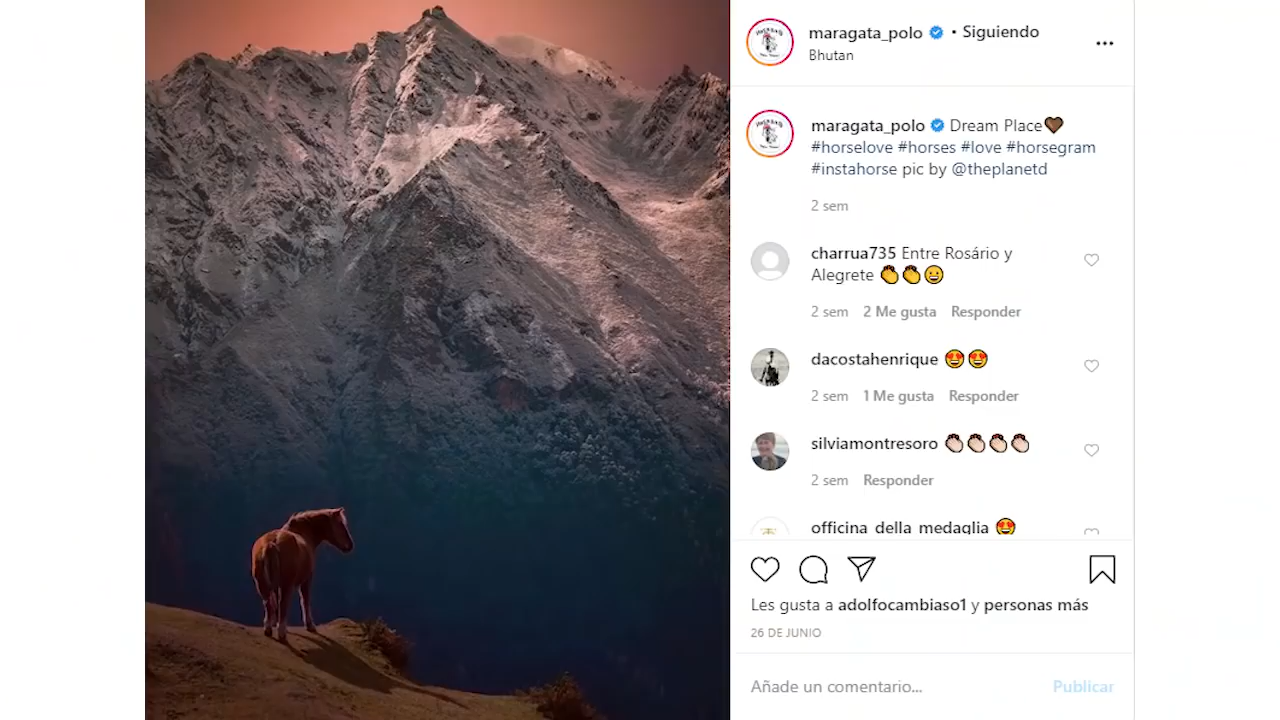 maragata_polo • Siguiendo
Bhutan
maragata_polo Dream Place🤎
#horselove #horses #love #horsegram
#instahorse pic by @theplanetd
2 sem
charrua735 Entre Rosário y
Alegrete 👏👏😀
2 sem 2 Me gusta Responder
dacostahenrique 😍😍
2 sem 1 Me gusta Responder
silviamontresoro 👏🏻👏🏻👏🏻👏🏻
2 sem Responder
officina_della_medaglia 😍
Les gusta a adolfocambiaso1 y personas más
26 DE JUNIO
Añade un comentario... Publicar